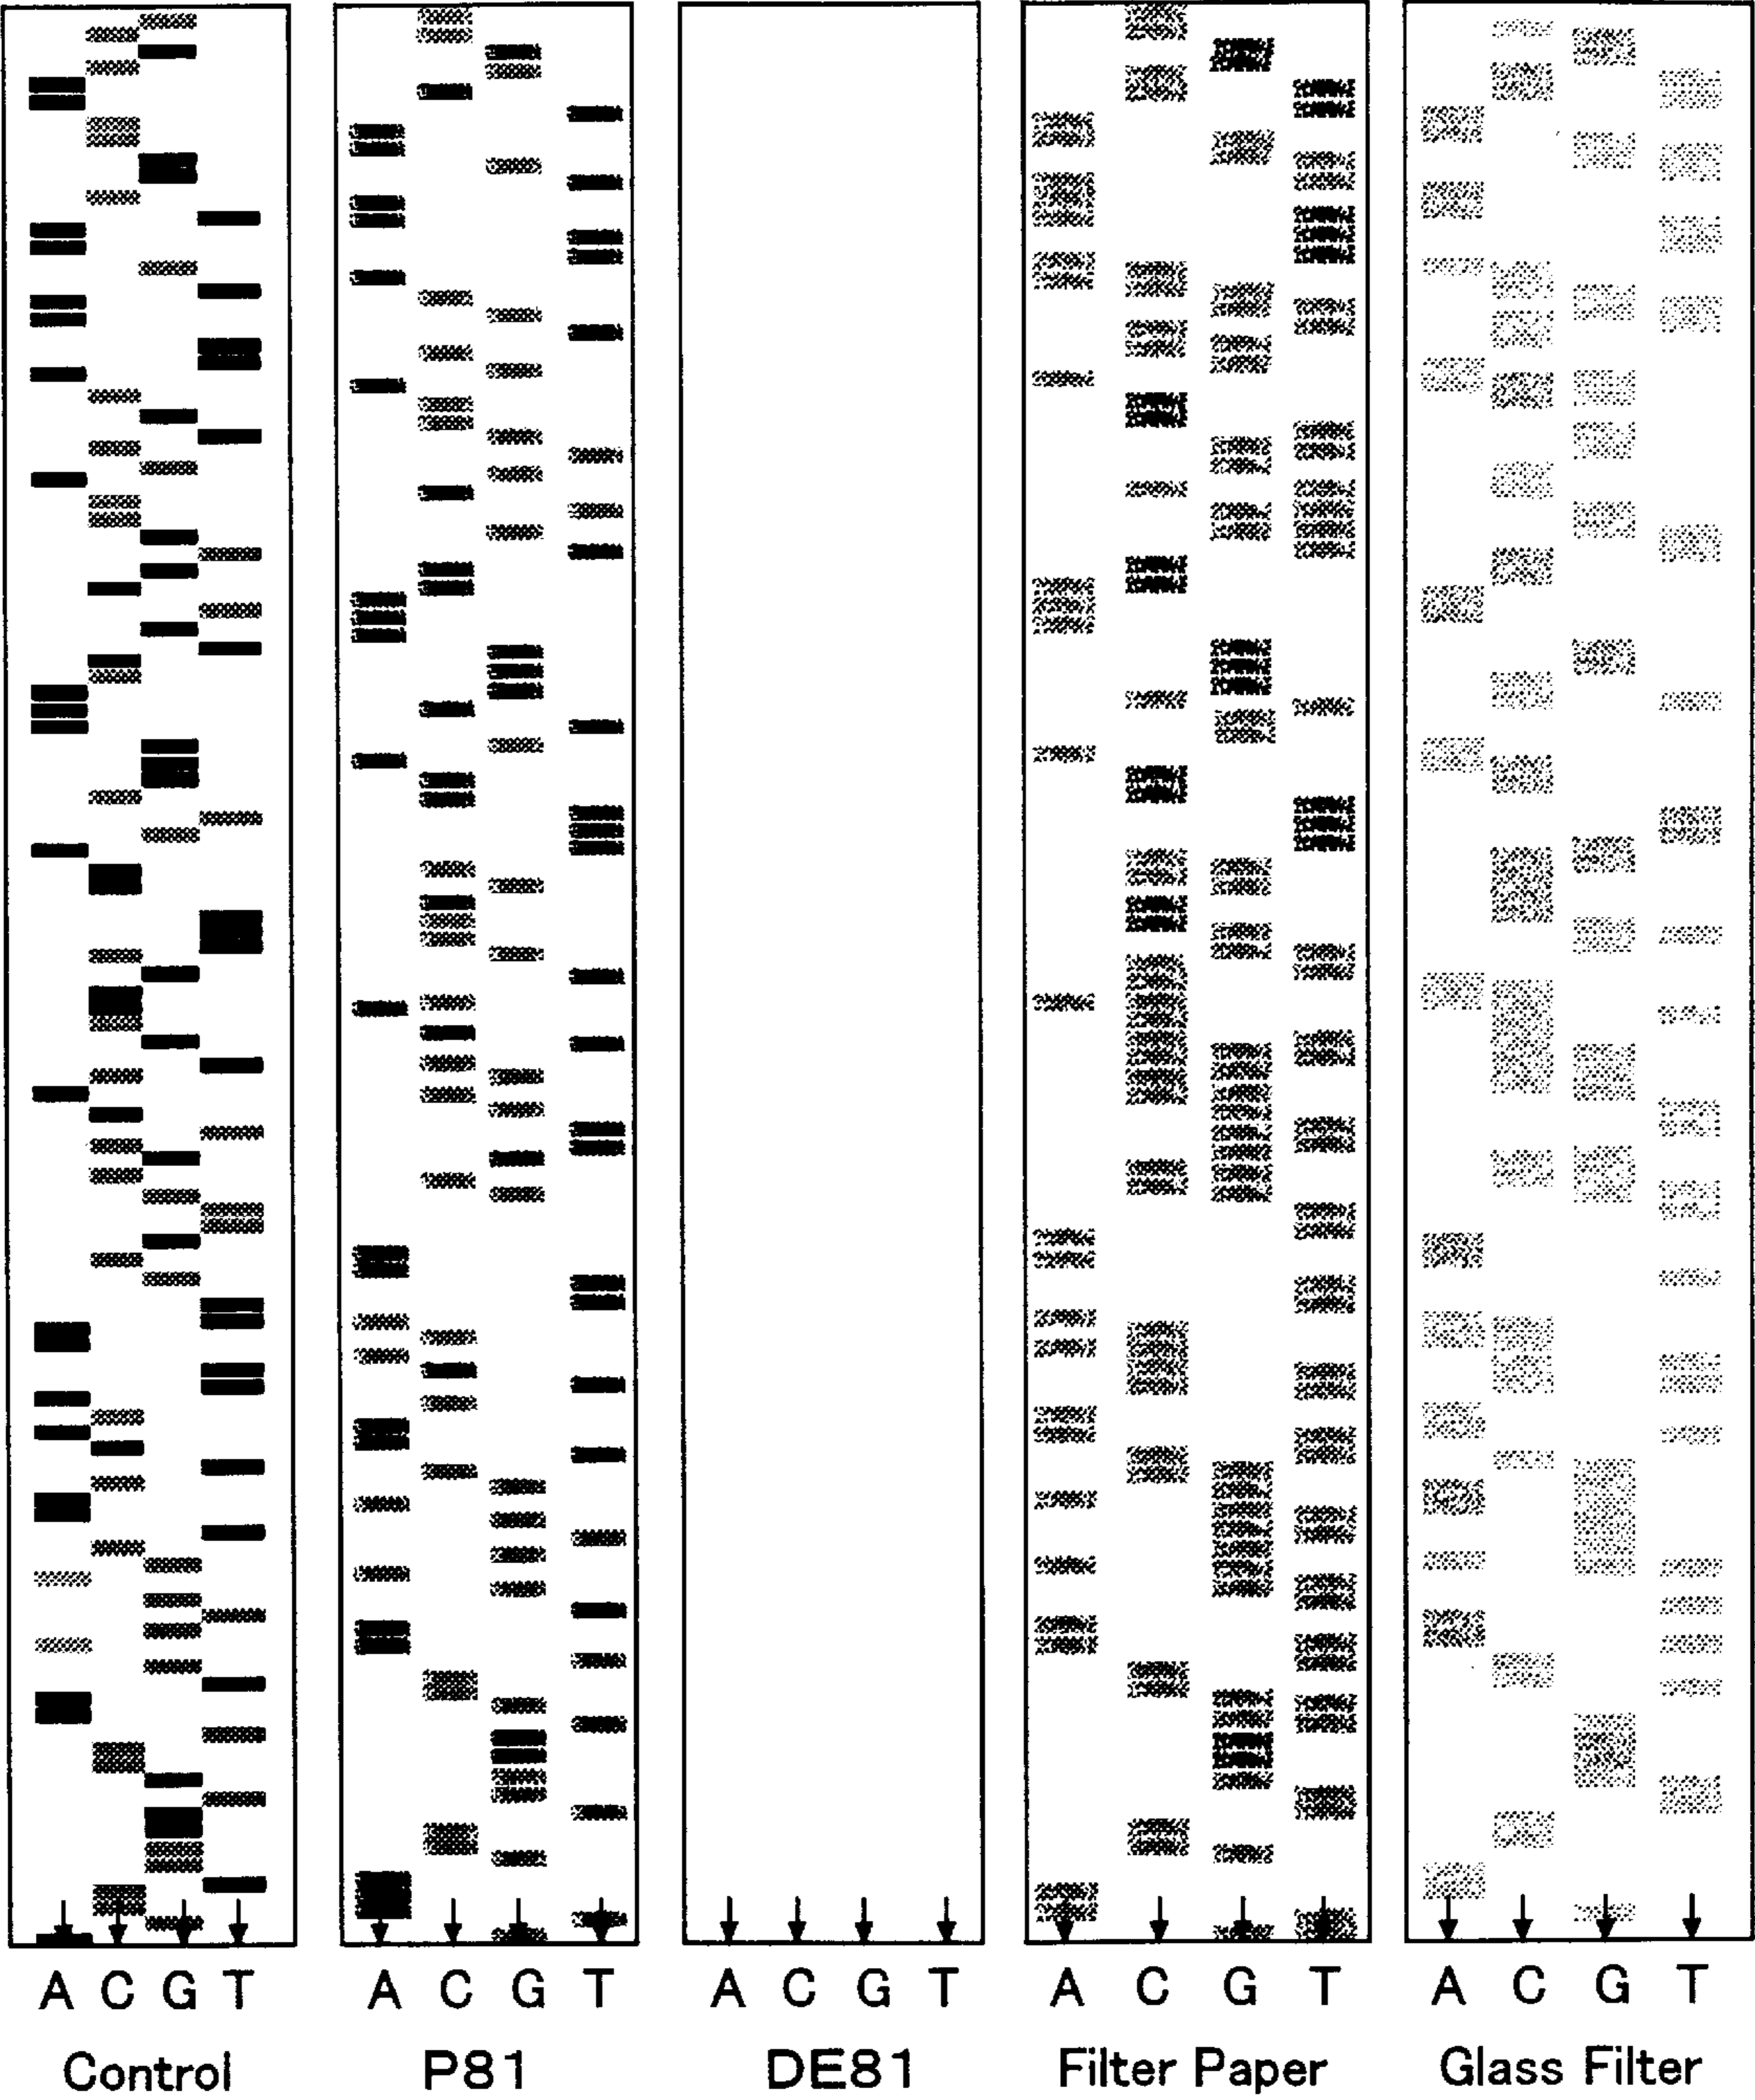 A C G T A C G T A C G T A C G T A C G T
Control P81 DE81 Filter Paper Glass Filter